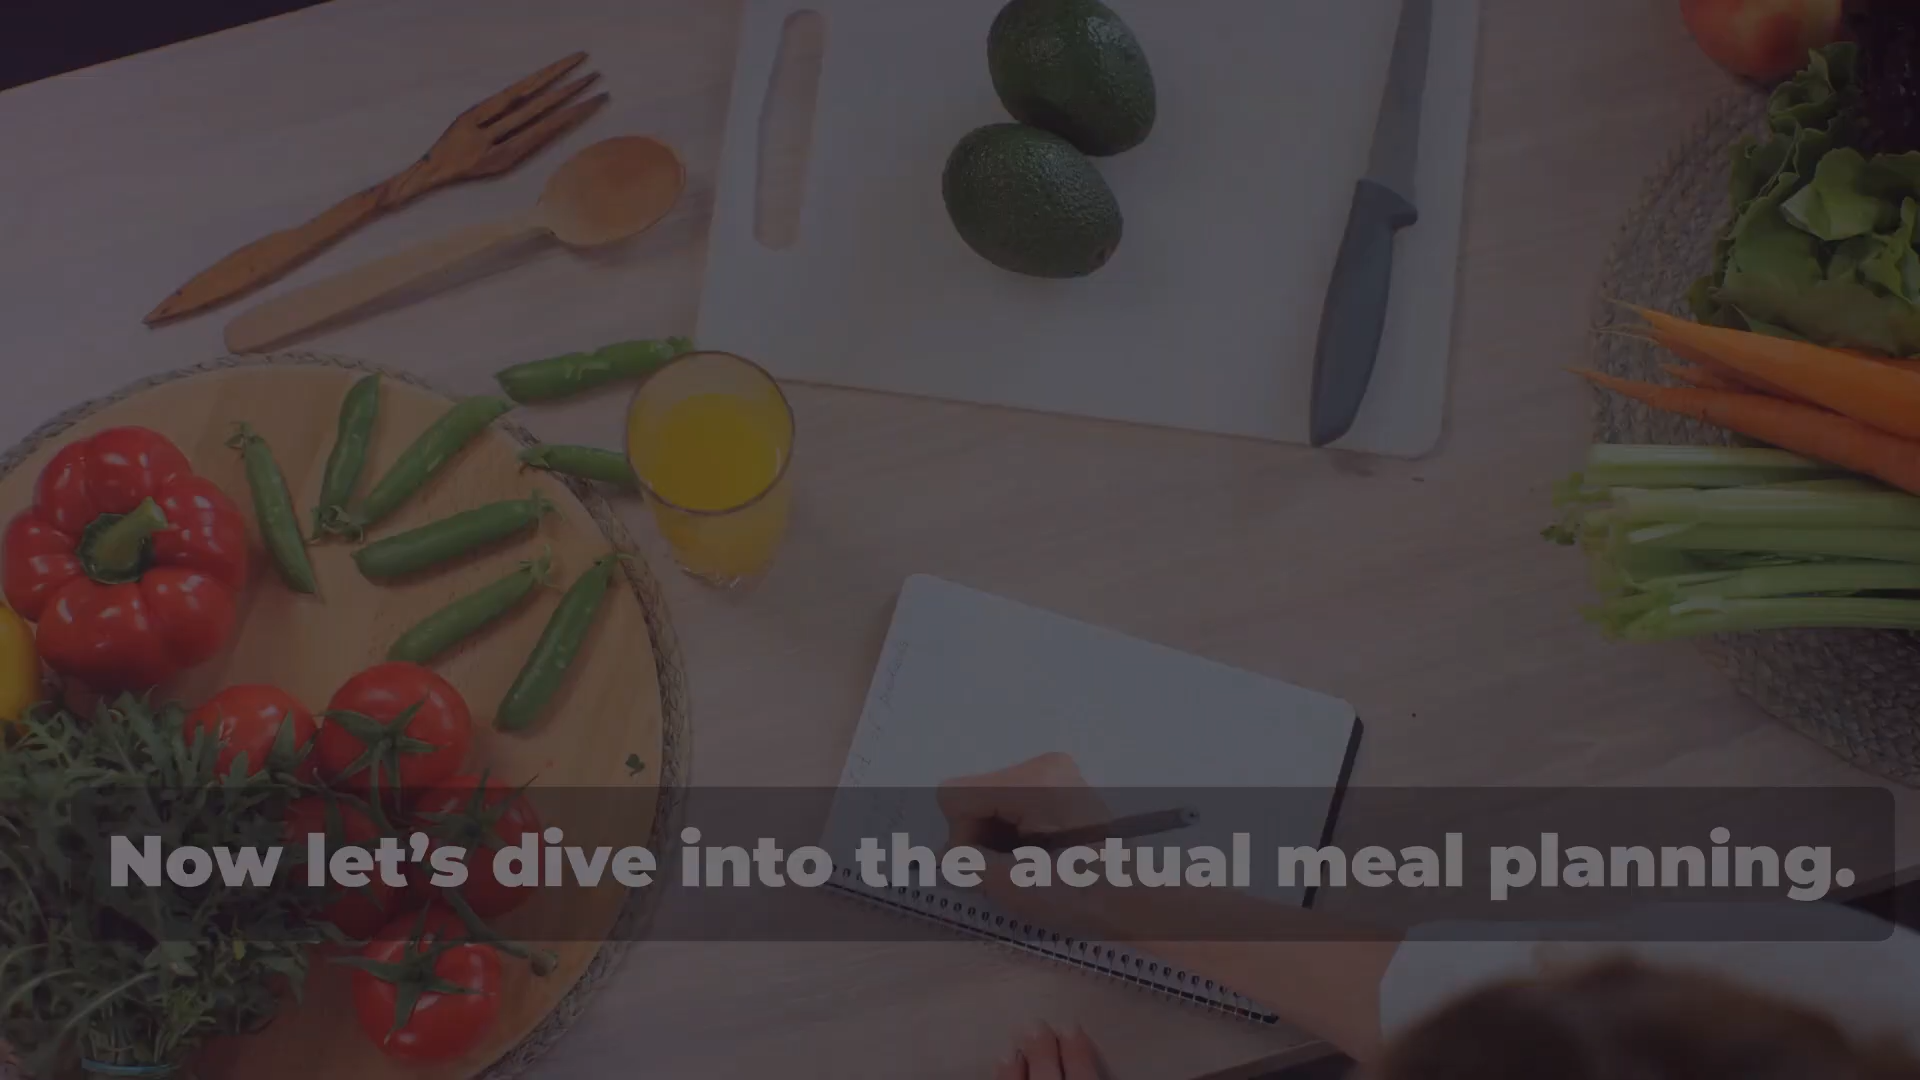 Now let’s dive into the actual meal planning.